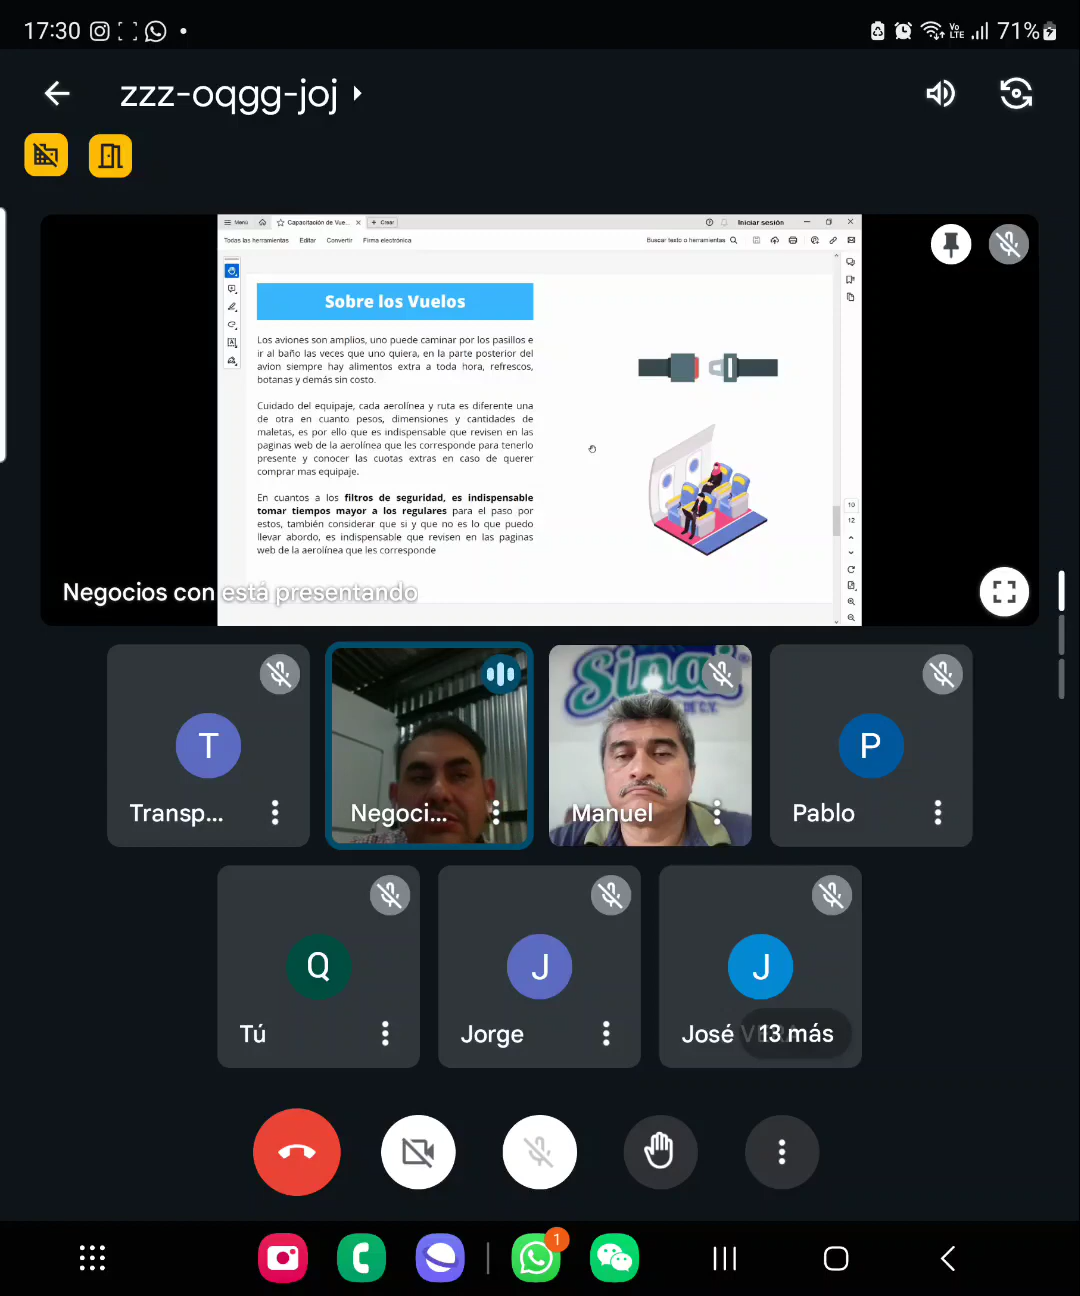 17:30
Vo
LTE
71%
zzz-oqgg-joj
Menú
Capacitación de Vue...
Crear
Iniciar sesión
Todas las herramientas
Editar
Convertir
Firma electrónica
Buscar texto o herramientas
Sobre los Vuelos
Los aviones son amplios, uno puede caminar por los pasillos e
ir al baño las veces que uno quiera, en la parte posterior del
avion siempre hay alimentos extra a toda hora, refrescos,
botanas y demás sin costo.
Cuidado del equipaje, cada aerolínea y ruta es diferente una
de otra en cuanto pesos, dimensiones y cantidades de
maletas, es por ello que es indispensable que revisen en las
paginas web de la aerolínea que les corresponde para tenerlo
presente y conocer las cuotas extras en caso de querer
comprar mas equipaje.
En cuantos a los filtros de seguridad, es indispensable
tomar tiempos mayor a los regulares para el paso por
estos, también considerar que si y que no es lo que puedo
llevar abordo, es indispensable que revisen en las paginas
web de la aerolínea que les corresponde
10
12
Negocios con está presentando
T
Transp...
Negoci...
Sinai
DE C.V.
Manuel
P
Pablo
Q
Tú
J
Jorge
J
José
13 más
1